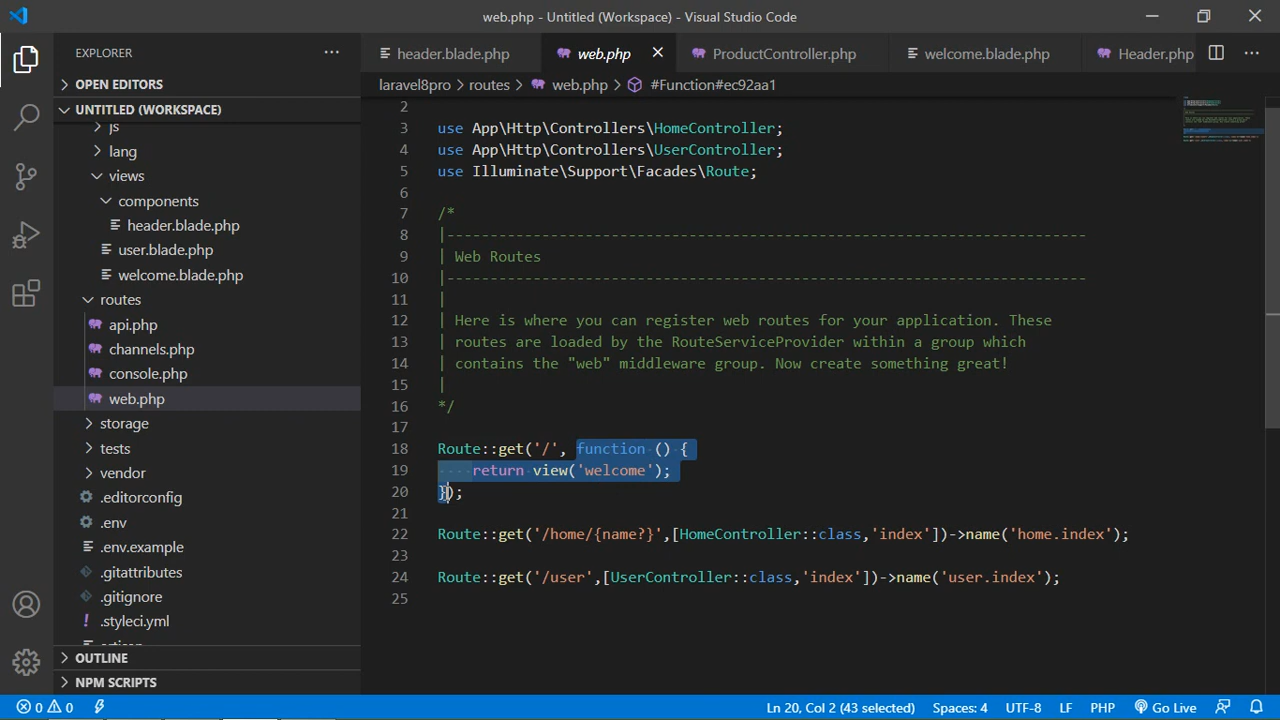 web.php - Untitled (Workspace) - Visual Studio Code
EXPLORER
header.blade.php
web.php
ProductController.php
welcome.blade.php
Header.php
OPEN EDITORS
laravel8pro > routes > web.php > #Function#ec92aa1
UNTITLED (WORKSPACE)
js
lang
views
components
header.blade.php
user.blade.php
welcome.blade.php
routes
api.php
channels.php
console.php
web.php
storage
tests
vendor
.editorconfig
.env
.env.example
.gitattributes
.gitignore
.styleci.yml
OUTLINE
NPM SCRIPTS
2
3 use App\Http\Controllers\HomeController;
4 use App\Http\Controllers\UserController;
5 use Illuminate\Support\Facades\Route;
6
7 /*
8 |--------------------------------------------------------------------------
9 | Web Routes
10 |--------------------------------------------------------------------------
11 |
12 | Here is where you can register web routes for your application. These
13 | routes are loaded by the RouteServiceProvider within a group which
14 | contains the "web" middleware group. Now create something great!
15 |
16 */
17
18 Route::get('/', function () {
19 return view('welcome');
20 });
21
22 Route::get('/home/{name?}',[HomeController::class,'index'])->name('home.index');
23
24 Route::get('/user',[UserController::class,'index'])->name('user.index');
25
0 0
Ln 20, Col 2 (43 selected)
Spaces: 4
UTF-8
LF
PHP
Go Live